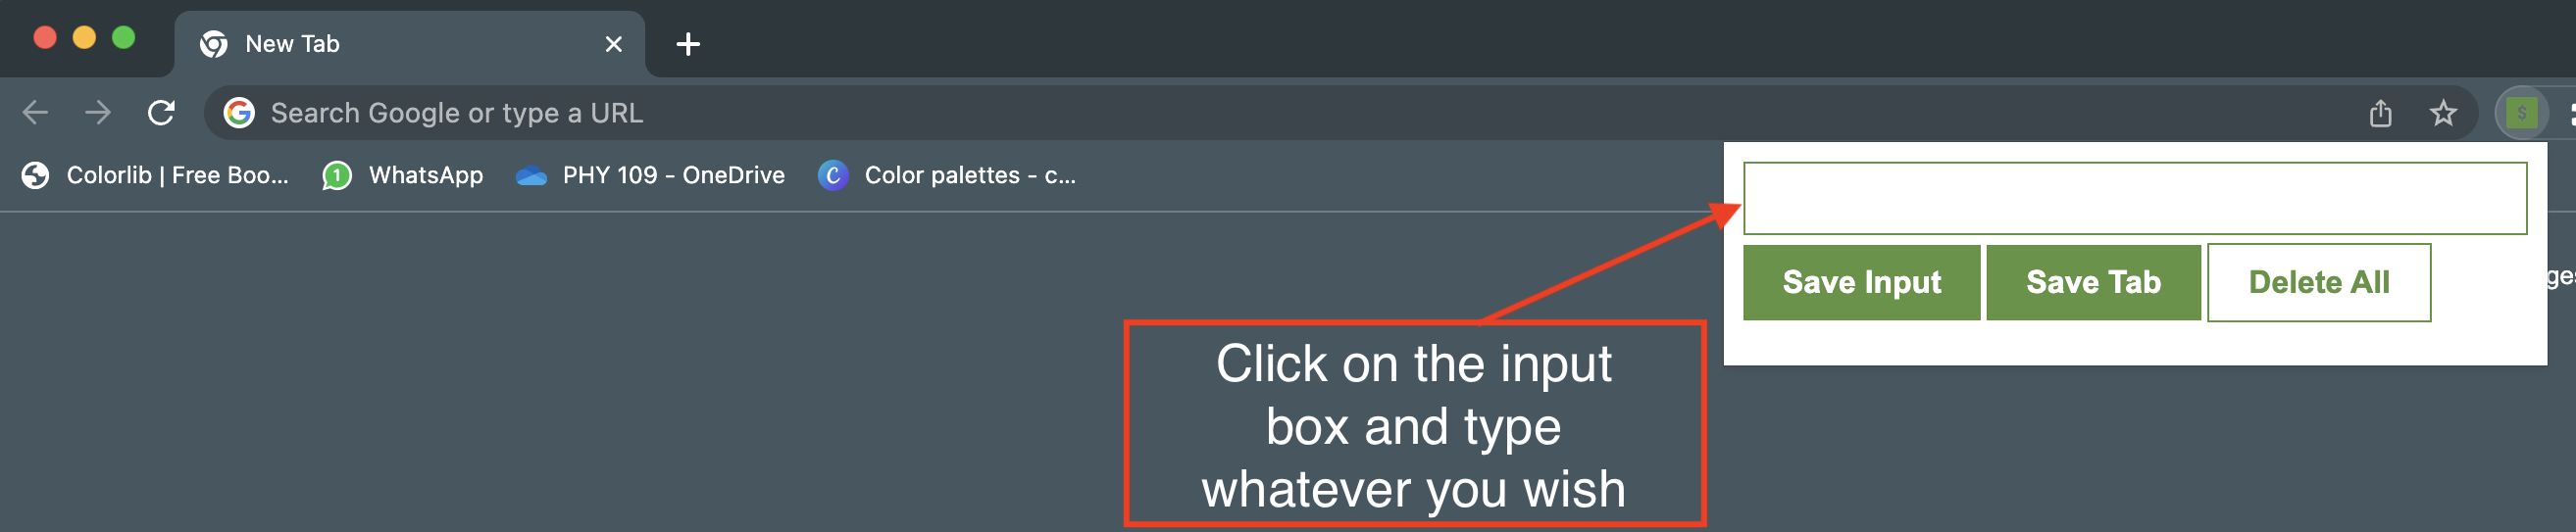 New Tab
Search Google or type a URL
$
Colorlib | Free Boo...
1
WhatsApp
PHY 109 - OneDrive
C
Color palettes - c...
Save Input
Save Tab
Delete All
Click on the input
box and type
whatever you wish